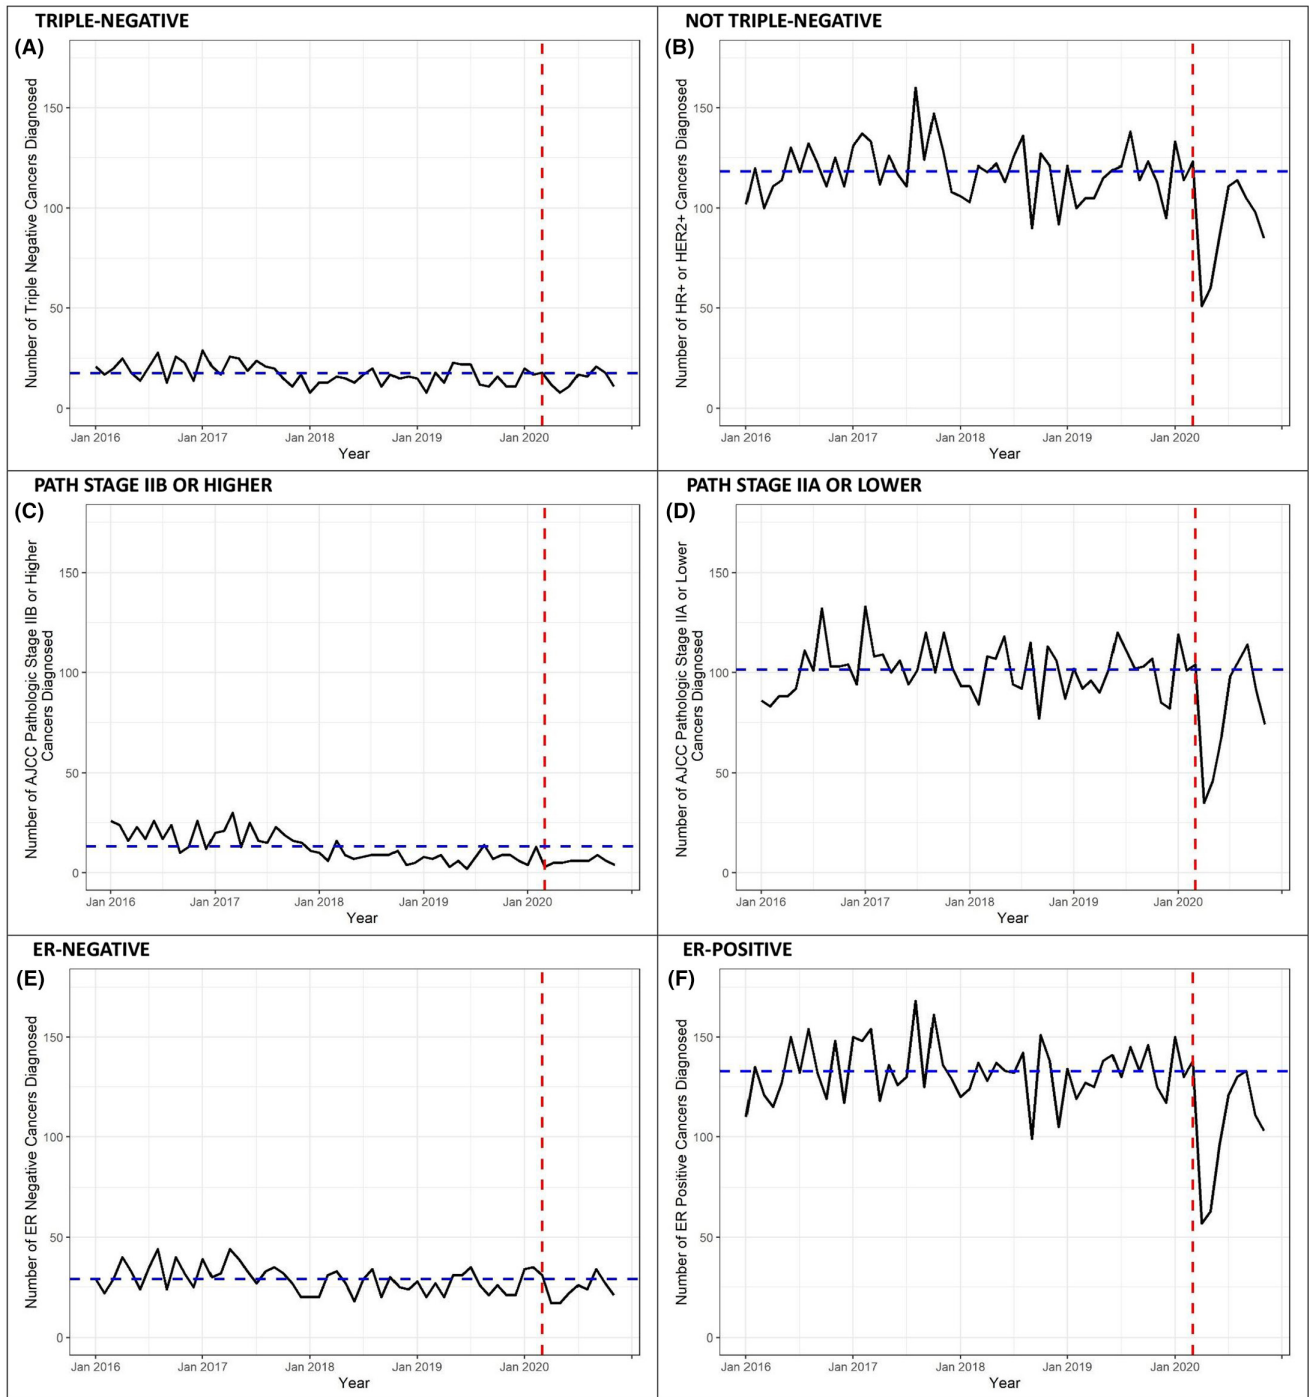 TRIPLE-NEGATIVE
(A)
Number of Triple Negative Cancers Diagnosed
150
100
50
0
Jan 2016 Jan 2017 Jan 2018 Jan 2019 Jan 2020
Year
NOT TRIPLE-NEGATIVE
(B)
Number of HR+ or HER2+ Cancers Diagnosed
150
100
50
0
Jan 2016 Jan 2017 Jan 2018 Jan 2019 Jan 2020
Year
PATH STAGE IIB OR HIGHER
(C)
Number of AJCC Pathologic Stage IIB or Higher
Cancers Diagnosed
150
100
50
0
Jan 2016 Jan 2017 Jan 2018 Jan 2019 Jan 2020
Year
PATH STAGE IIA OR LOWER
(D)
Number of AJCC Pathologic Stage IIA or Lower
Cancers Diagnosed
150
100
50
0
Jan 2016 Jan 2017 Jan 2018 Jan 2019 Jan 2020
Year
ER-NEGATIVE
(E)
Number of ER Negative Cancers Diagnosed
150
100
50
0
Jan 2016 Jan 2017 Jan 2018 Jan 2019 Jan 2020
Year
ER-POSITIVE
(F)
Number of ER Positive Cancers Diagnosed
150
100
50
0
Jan 2016 Jan 2017 Jan 2018 Jan 2019 Jan 2020
Year